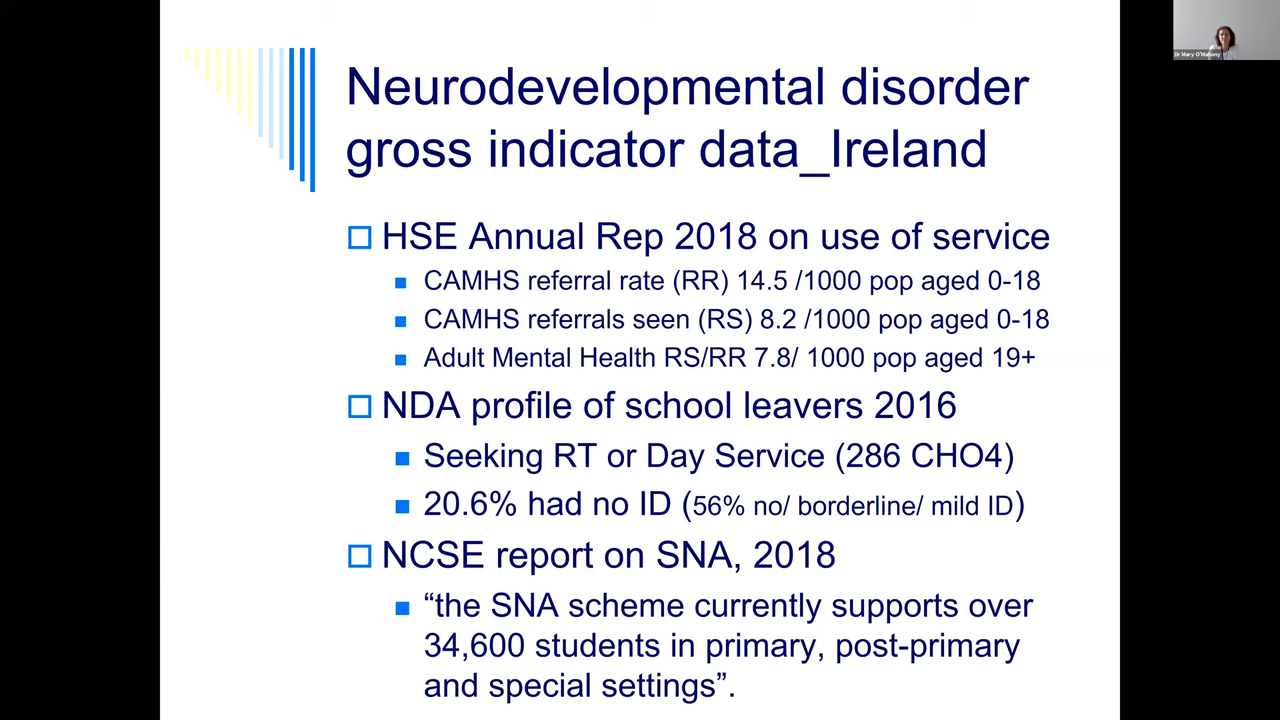 Neurodevelopmental disorder
gross indicator data_Ireland
HSE Annual Rep 2018 on use of service
CAMHS referral rate (RR) 14.5 /1000 pop aged 0-18
CAMHS referrals seen (RS) 8.2 /1000 pop aged 0-18
Adult Mental Health RS/RR 7.8/ 1000 pop aged 19+
NDA profile of school leavers 2016
Seeking RT or Day Service (286 CHO4)
20.6% had no ID (56% no/ borderline/ mild ID)
NCSE report on SNA, 2018
“the SNA scheme currently supports over
34,600 students in primary, post-primary
and special settings”.
Dr Mary O'Mahony